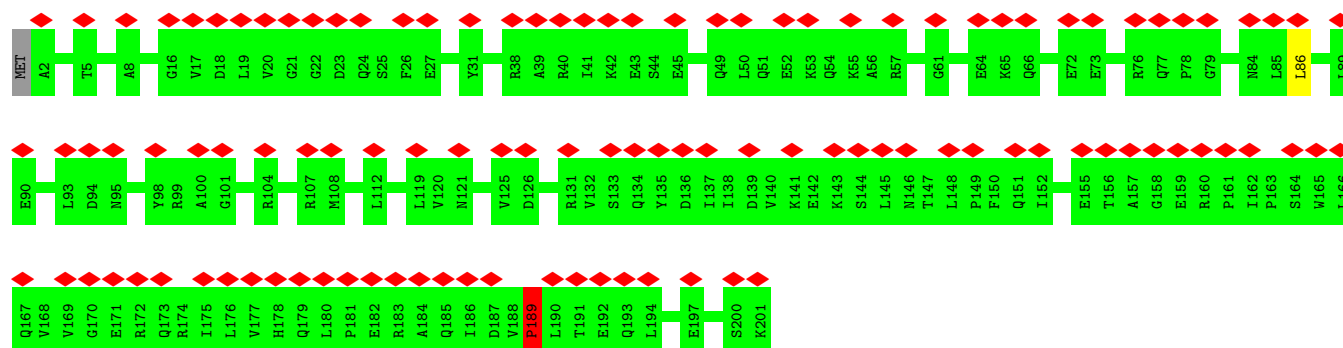 MET A2 T5 A8 G16 V17 D18 L19 V20 G21 G22 D23 Q24 S25 F26 E27 Y31 R38 A39 R40 I41 K42 E43 S44 E45 Q49 L50 Q51 E52 K53 Q54 K55 A56 R57 G61 E64 K65 Q66 E72 E73 R76 Q77 P78 G79 N84 L85 L86 L89
E90 L93 D94 N95 Y98 R99 A100 G101 R104 R107 M108 L112 L119 V120 N121 V125 D126 R131 V132 S133 Q134 Y135 D136 I137 I138 D139 V140 K141 E142 K143 S144 L145 N146 T147 L148 P149 F150 Q151 I152 E155 T156 A157 G158 E159 R160 P161 I162 P163 S164 W165 L166
Q167 V168 V169 G170 E171 R172 Q173 R174 I175 L176 V177 H178 Q179 L180 P181 E182 R183 A184 Q185 I186 D187 V188 P189 L190 T191 E192 Q193 L194 E197 S200 K201